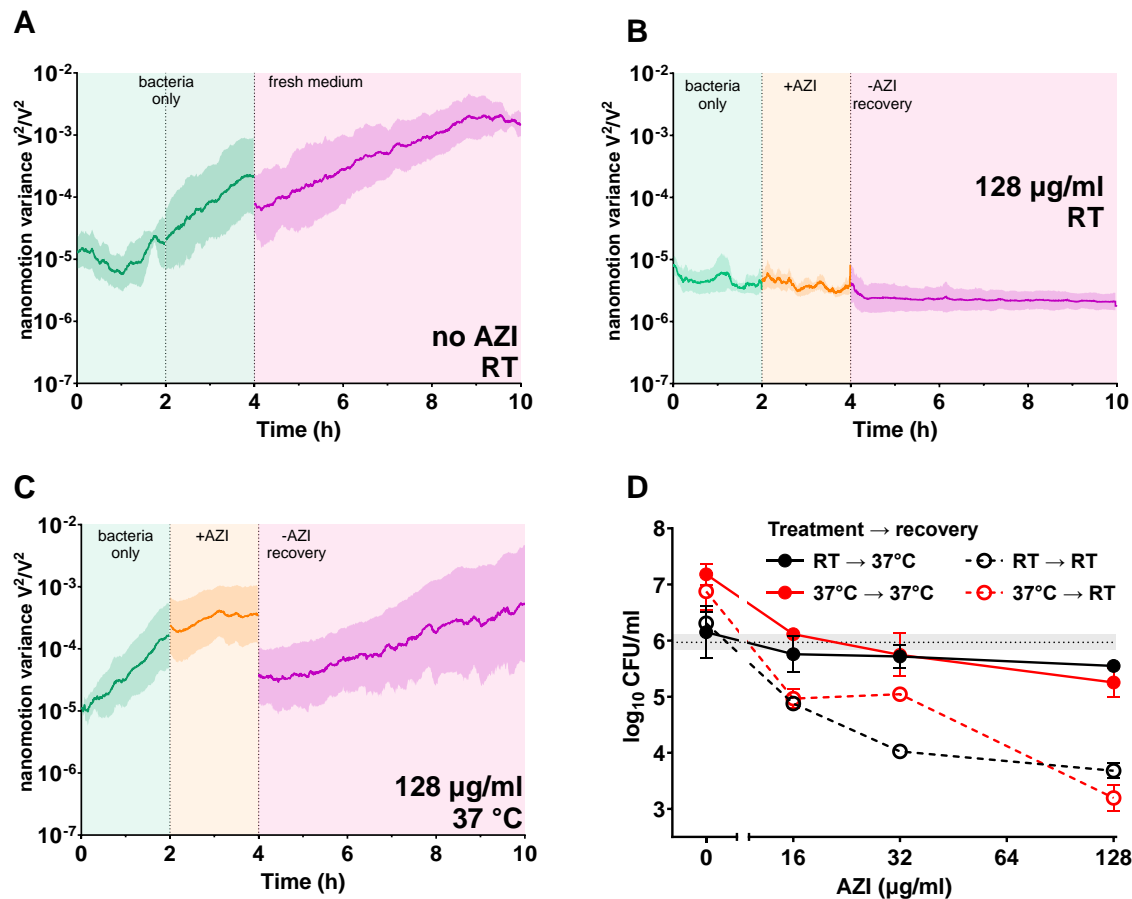 A
nanomotion variance V²/V²
10⁻²
10⁻³
10⁻⁴
10⁻⁵
10⁻⁶
10⁻⁷
bacteria
only
fresh medium
no AZI
RT
0 2 4 6 8 10
Time (h)
B
nanomotion variance V²/V²
10⁻²
10⁻³
10⁻⁴
10⁻⁵
10⁻⁶
10⁻⁷
bacteria
only
+AZI
-AZI
recovery
128 µg/ml
RT
0 2 4 6 8 10
Time (h)
C
nanomotion variance V²/V²
10⁻²
10⁻³
10⁻⁴
10⁻⁵
10⁻⁶
10⁻⁷
bacteria
only
+AZI
-AZI
recovery
128 µg/ml
37 °C
0 2 4 6 8 10
Time (h)
D
log₁₀ CFU/ml
8
7
6
5
4
3
Treatment → recovery
RT → 37°C
RT → RT
37°C → 37°C
37°C → RT
0 16 32 64 128
AZI (µg/ml)